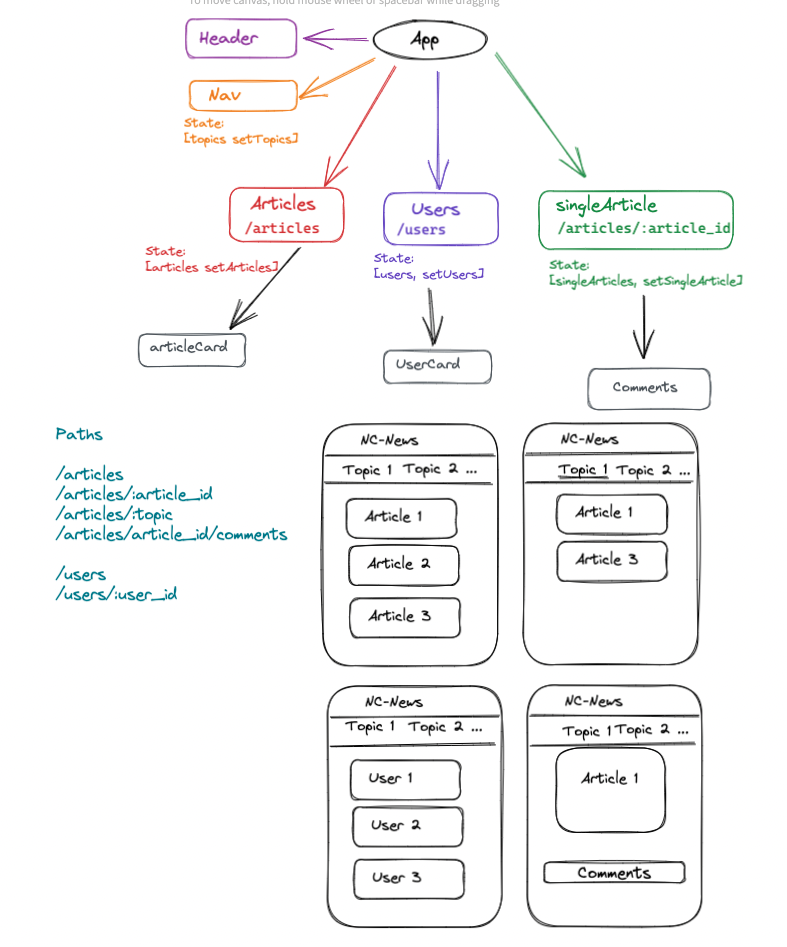 To move canvas, hold mouse wheel or spacebar while dragging
Header
App
Nav
State:
[topics setTopics]
Articles
/articles
Users
/users
singleArticle
/articles/:article_id
State:
[articles setArticles]
State:
[users, setUsers]
State:
[singleArticles, setSingleArticle]
articleCard
UserCard
Comments
Paths
/articles
/articles/:article_id
/articles/:topic
/articles/article_id/comments
/users
/users/:user_id
NC-News
Topic 1 Topic 2 ...
Article 1
Article 2
Article 3
NC-News
Topic 1 Topic 2 ...
Article 1
Article 3
NC-News
Topic 1 Topic 2 ...
User 1
User 2
User 3
NC-News
Topic 1 Topic 2 ...
Article 1
Comments